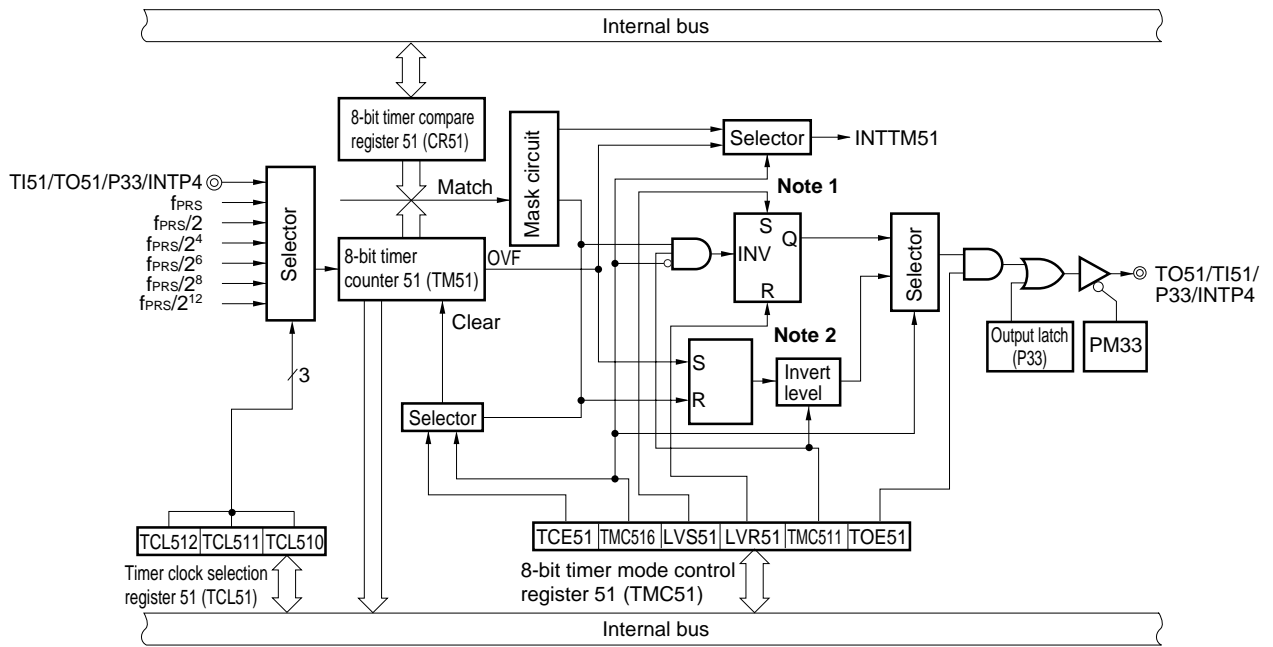 Internal bus
8-bit timer compare
register 51 (CR51)
Mask circuit
Selector
INTTM51
TI51/TO51/P33/INTP4
Match
Note 1
fPRS
fPRS/2
fPRS/2⁴
fPRS/2⁶
fPRS/2⁸
fPRS/2¹²
Selector
8-bit timer
counter 51 (TM51)
OVF
S
INV
Q
R
Selector
TO51/TI51/
P33/INTP4
Clear
Note 2
Output latch
(P33)
PM33
3
S
R
Invert
level
Selector
TCL512 TCL511 TCL510
Timer clock selection
register 51 (TCL51)
TCE51 TMC516 LVS51 LVR51 TMC511 TOE51
8-bit timer mode control
register 51 (TMC51)
Internal bus